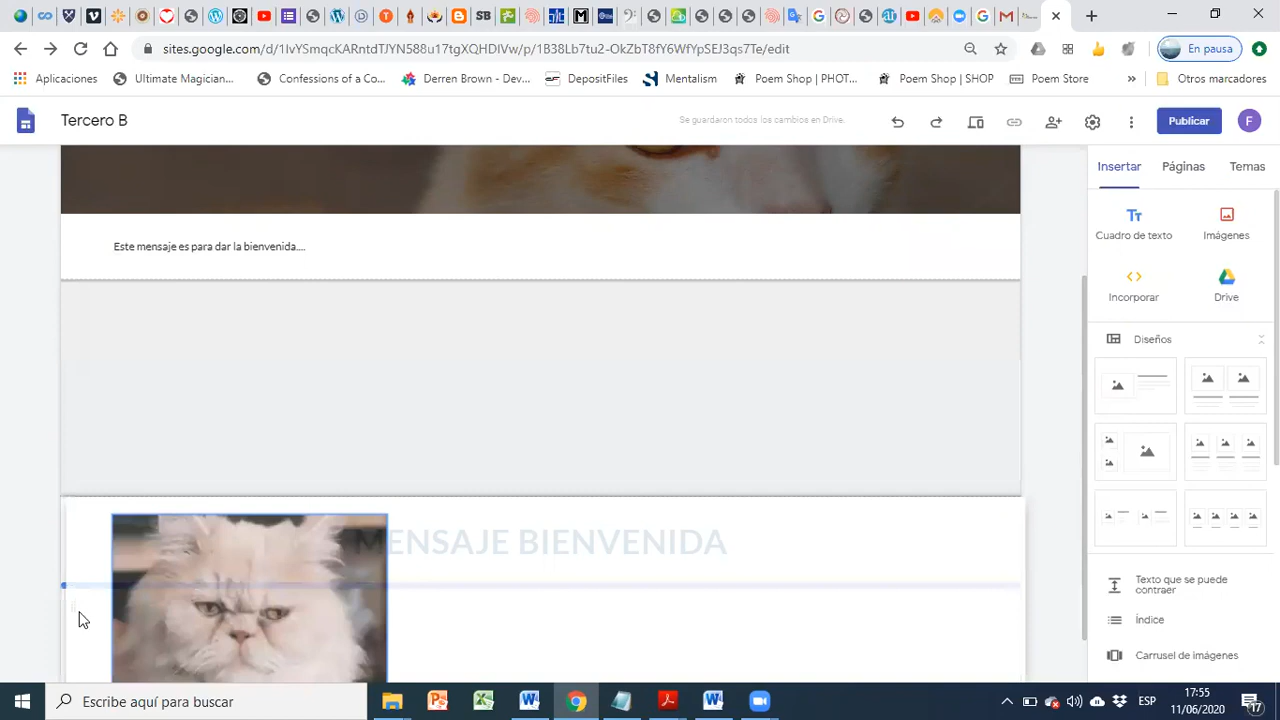 sites.google.com/d/1IvYSmqcKARntdTJYN588u17tgXQHDIVw/p/1B38Lb7tu2-OkZbT8fY6WfYpSEJ3qs7Te/edit
En pausa
Aplicaciones
Ultimate Magician...
Confessions of a Co...
Derren Brown - Dev...
DepositFiles
Mentalism
Poem Shop | PHOT...
Poem Shop | SHOP
Poem Store
»
Otros marcadores
Tercero B
Se guardaron todos los cambios en Drive.
Publicar
F
Insertar
Páginas
Temas
Cuadro de texto
Imágenes
Incorporar
Drive
Diseños
Este mensaje es para dar la bienvenida....
MENSAJE BIENVENIDA
Texto que se puede
contraer
Índice
Carrusel de imágenes
Escribe aquí para buscar
ESP
17:55
11/06/2020
17